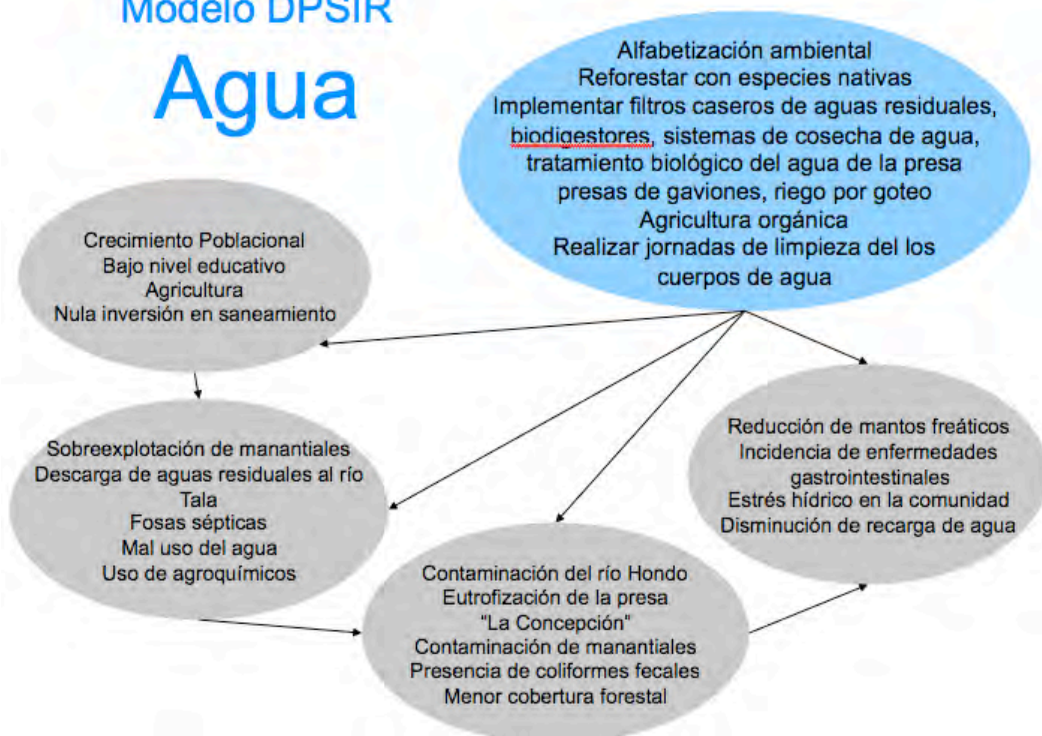 Modelo DPSIR
Agua
Alfabetización ambiental
Reforestar con especies nativas
Implementar filtros caseros de aguas residuales,
biodigestores, sistemas de cosecha de agua,
tratamiento biológico del agua de la presa
presas de gaviones, riego por goteo
Agricultura orgánica
Realizar jornadas de limpieza del los
cuerpos de agua
Crecimiento Poblacional
Bajo nivel educativo
Agricultura
Nula inversión en saneamiento
Sobreexplotación de manantiales
Descarga de aguas residuales al río
Tala
Fosas sépticas
Mal uso del agua
Uso de agroquímicos
Contaminación del río Hondo
Eutrofización de la presa
“La Concepción”
Contaminación de manantiales
Presencia de coliformes fecales
Menor cobertura forestal
Reducción de mantos freáticos
Incidencia de enfermedades
gastrointestinales
Estrés hídrico en la comunidad
Disminución de recarga de agua